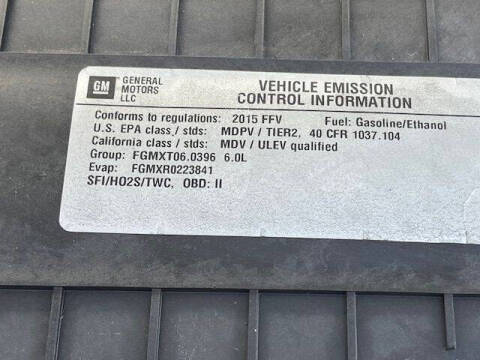 GM
GENERAL
MOTORS
LLC
VEHICLE EMISSION
CONTROL INFORMATION
Conforms to regulations: 2015 FFV Fuel: Gasoline/Ethanol
U.S. EPA class./ stds: MDPV / TIER2, 40 CFR 1037.104
California class / stds: MDV / ULEV qualified
Group: FGMXT06.0396 6.0L
Evap: FGMXR0223841
SFI/HO2S/TWC, OBD: II